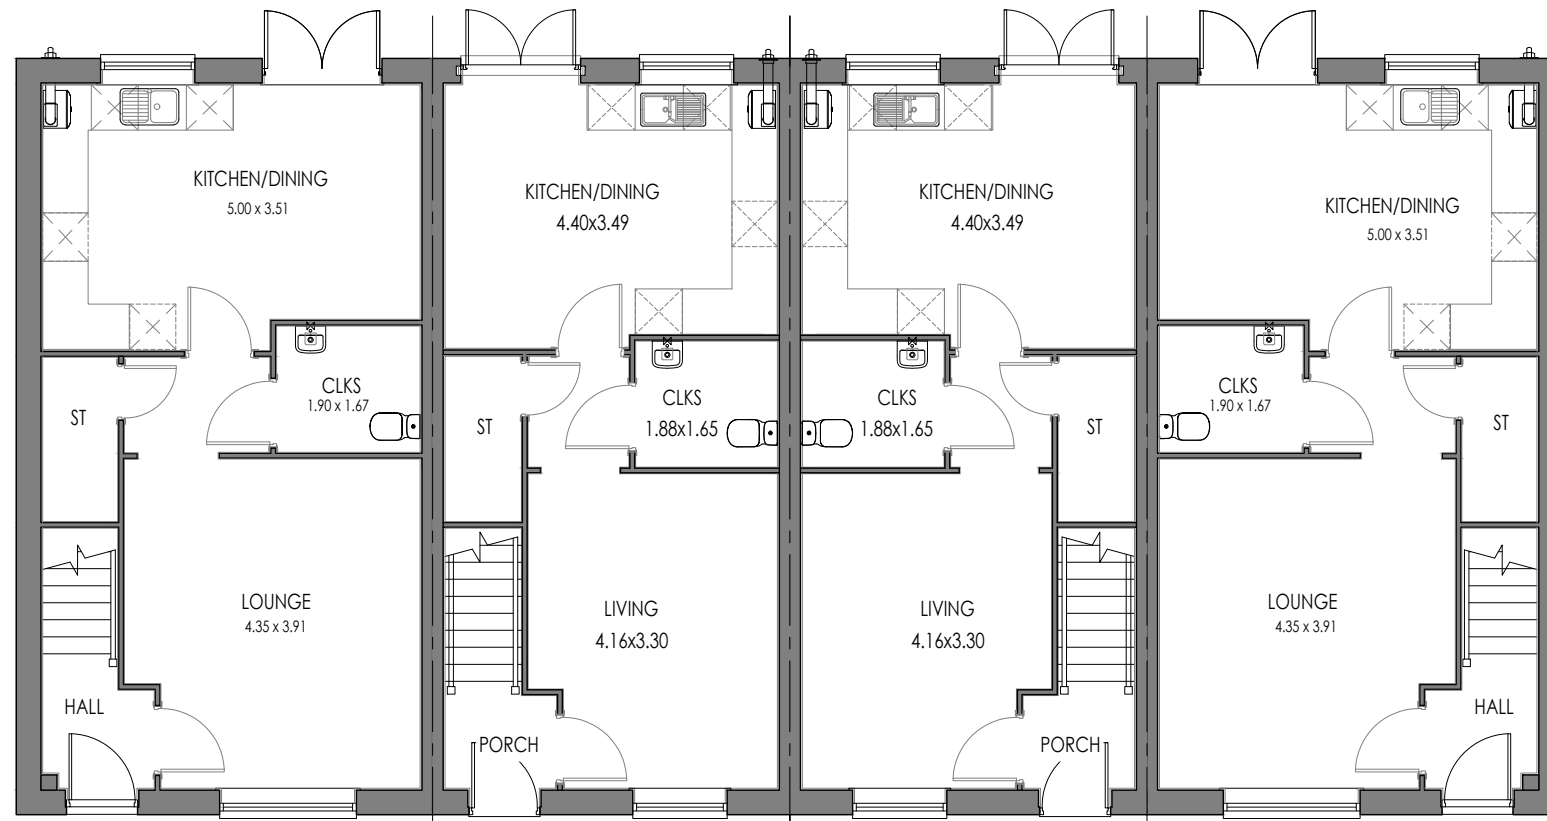 KITCHEN/DINING
5.00 x 3.51
CLKS
1.90 x 1.67
ST
LOUNGE
4.35 x 3.91
HALL
KITCHEN/DINING
4.40x3.49
CLKS
1.88x1.65
ST
LIVING
4.16x3.30
PORCH
KITCHEN/DINING
4.40x3.49
CLKS
1.88x1.65
ST
LIVING
4.16x3.30
PORCH
KITCHEN/DINING
5.00 x 3.51
CLKS
1.90 x 1.67
ST
LOUNGE
4.35 x 3.91
HALL